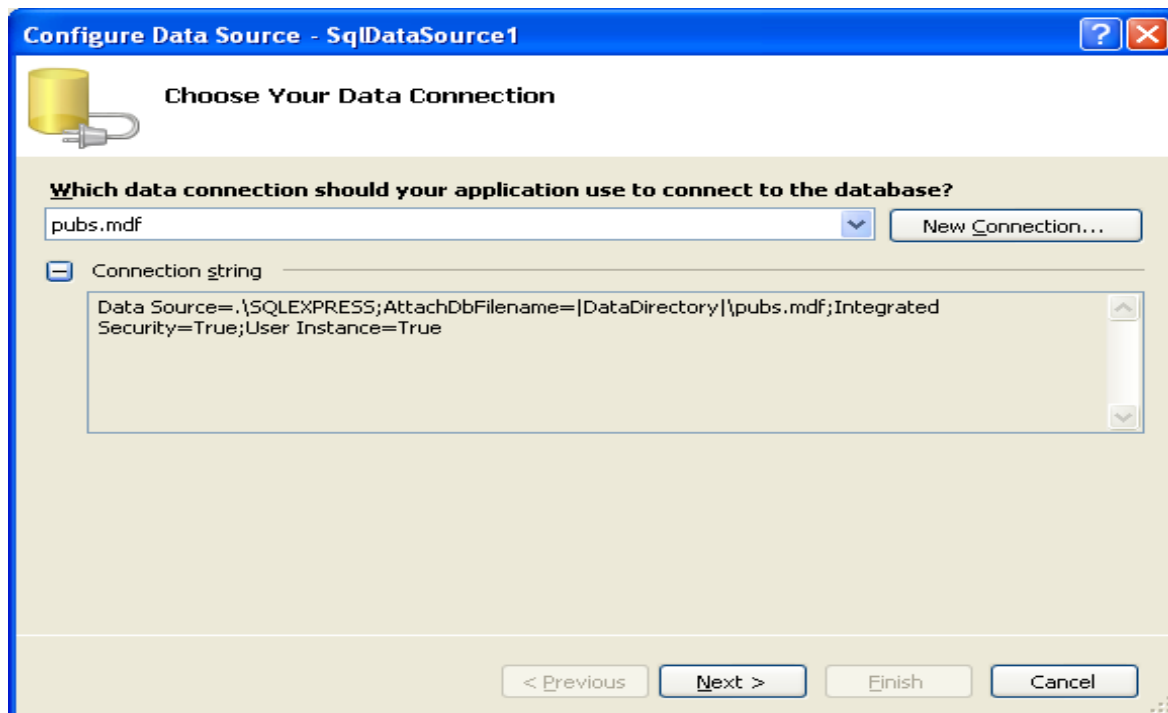 Configure Data Source - SqlDataSource1
Choose Your Data Connection
Which data connection should your application use to connect to the database?
pubs.mdf
New Connection...
Connection string
Data Source=.\SQLEXPRESS;AttachDbFilename=|DataDirectory|\pubs.mdf;Integrated
Security=True;User Instance=True
< Previous
Next >
Finish
Cancel